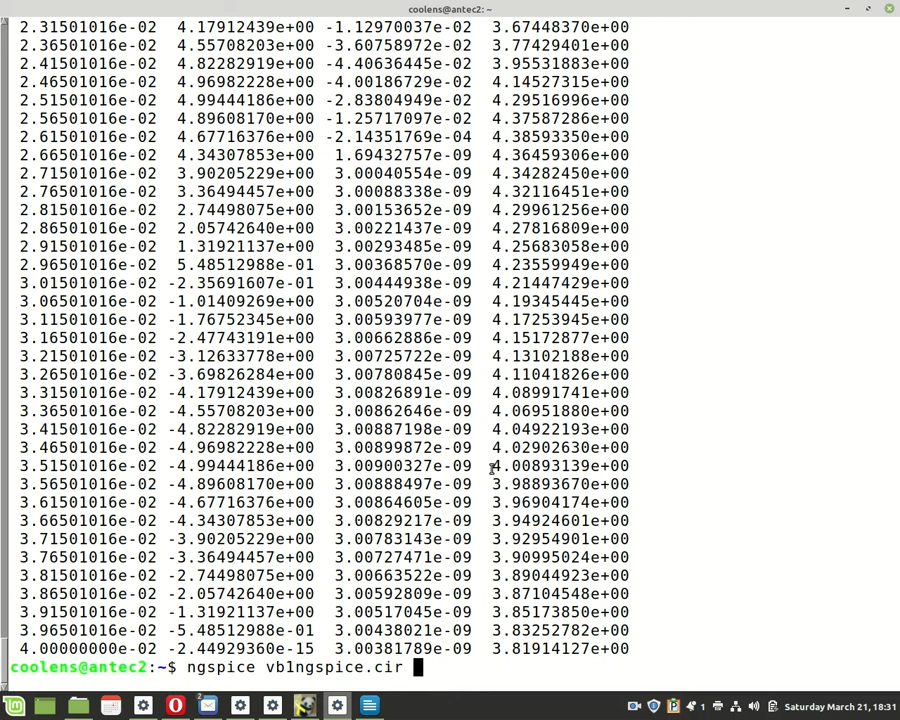 coolens@antec2: ~
2.31501016e-02 4.17912439e+00 -1.12970037e-02 3.67448370e+00
2.36501016e-02 4.55708203e+00 -3.60758972e-02 3.77429401e+00
2.41501016e-02 4.82282919e+00 -4.40636445e-02 3.95531883e+00
2.46501016e-02 4.96982228e+00 -4.00186729e-02 4.14527315e+00
2.51501016e-02 4.99444186e+00 -2.83804949e-02 4.29516996e+00
2.56501016e-02 4.89608170e+00 -1.25717097e-02 4.37587286e+00
2.61501016e-02 4.67716376e+00 -2.14351769e-04 4.38593350e+00
2.66501016e-02 4.34307853e+00 1.69432757e-09 4.36459306e+00
2.71501016e-02 3.90205229e+00 3.00040554e-09 4.34282450e+00
2.76501016e-02 3.36494457e+00 3.00088338e-09 4.32116451e+00
2.81501016e-02 2.74498075e+00 3.00153652e-09 4.29961256e+00
2.86501016e-02 2.05742640e+00 3.00221437e-09 4.27816809e+00
2.91501016e-02 1.31921137e+00 3.00293485e-09 4.25683058e+00
2.96501016e-02 5.48512988e-01 3.00368570e-09 4.23559949e+00
3.01501016e-02 -2.35691607e-01 3.00444938e-09 4.21447429e+00
3.06501016e-02 -1.01409269e+00 3.00520704e-09 4.19345445e+00
3.11501016e-02 -1.76752345e+00 3.00593977e-09 4.17253945e+00
3.16501016e-02 -2.47743191e+00 3.00662886e-09 4.15172877e+00
3.21501016e-02 -3.12633778e+00 3.00725722e-09 4.13102188e+00
3.26501016e-02 -3.69826284e+00 3.00780845e-09 4.11041826e+00
3.31501016e-02 -4.17912439e+00 3.00826891e-09 4.08991741e+00
3.36501016e-02 -4.55708203e+00 3.00862646e-09 4.06951880e+00
3.41501016e-02 -4.82282919e+00 3.00887198e-09 4.04922193e+00
3.46501016e-02 -4.96982228e+00 3.00899872e-09 4.02902630e+00
3.51501016e-02 -4.99444186e+00 3.00900327e-09 4.00893139e+00
3.56501016e-02 -4.89608170e+00 3.00888497e-09 3.98893670e+00
3.61501016e-02 -4.67716376e+00 3.00864605e-09 3.96904174e+00
3.66501016e-02 -4.34307853e+00 3.00829217e-09 3.94924601e+00
3.71501016e-02 -3.90205229e+00 3.00783143e-09 3.92954901e+00
3.76501016e-02 -3.36494457e+00 3.00727471e-09 3.90995024e+00
3.81501016e-02 -2.74498075e+00 3.00663522e-09 3.89044923e+00
3.86501016e-02 -2.05742640e+00 3.00592809e-09 3.87104548e+00
3.91501016e-02 -1.31921137e+00 3.00517045e-09 3.85173850e+00
3.96501016e-02 -5.48512988e-01 3.00438021e-09 3.83252782e+00
4.00000000e-02 -2.44929360e-15 3.00381789e-09 3.81914127e+00
coolens@antec2:~$ ngspice vb1ngspice.cir
1 Saturday March 21, 18:31